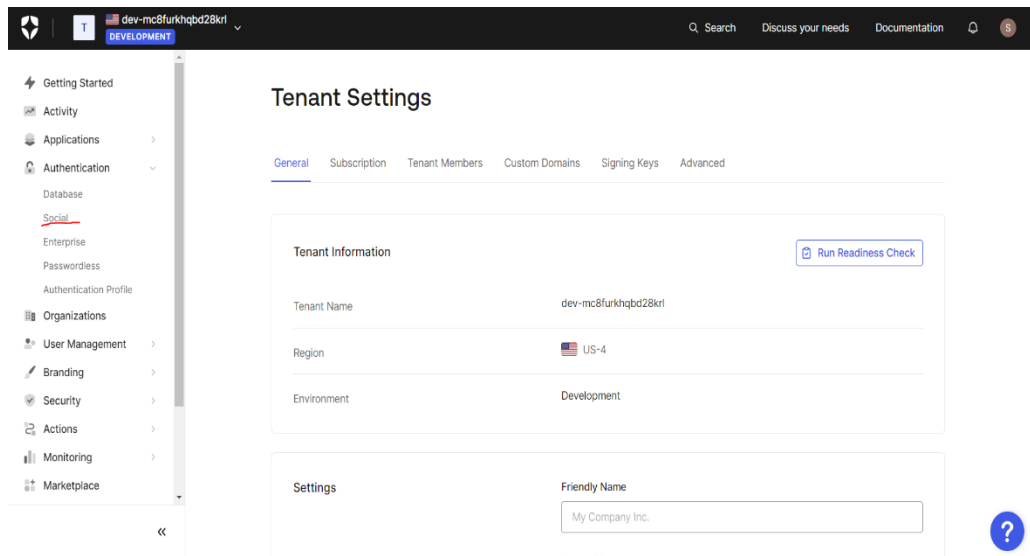 T
dev-mc8furkhqbd28krl
DEVELOPMENT
Search
Discuss your needs
Documentation
S
Getting Started
Activity
Applications
Authentication
Database
Social
Enterprise
Passwordless
Authentication Profile
Organizations
User Management
Branding
Security
Actions
Monitoring
Marketplace
«
Tenant Settings
General Subscription Tenant Members Custom Domains Signing Keys Advanced
Tenant Information
Run Readiness Check
Tenant Name dev-mc8furkhqbd28krl
Region US-4
Environment Development
Settings
Friendly Name
My Company Inc.
?